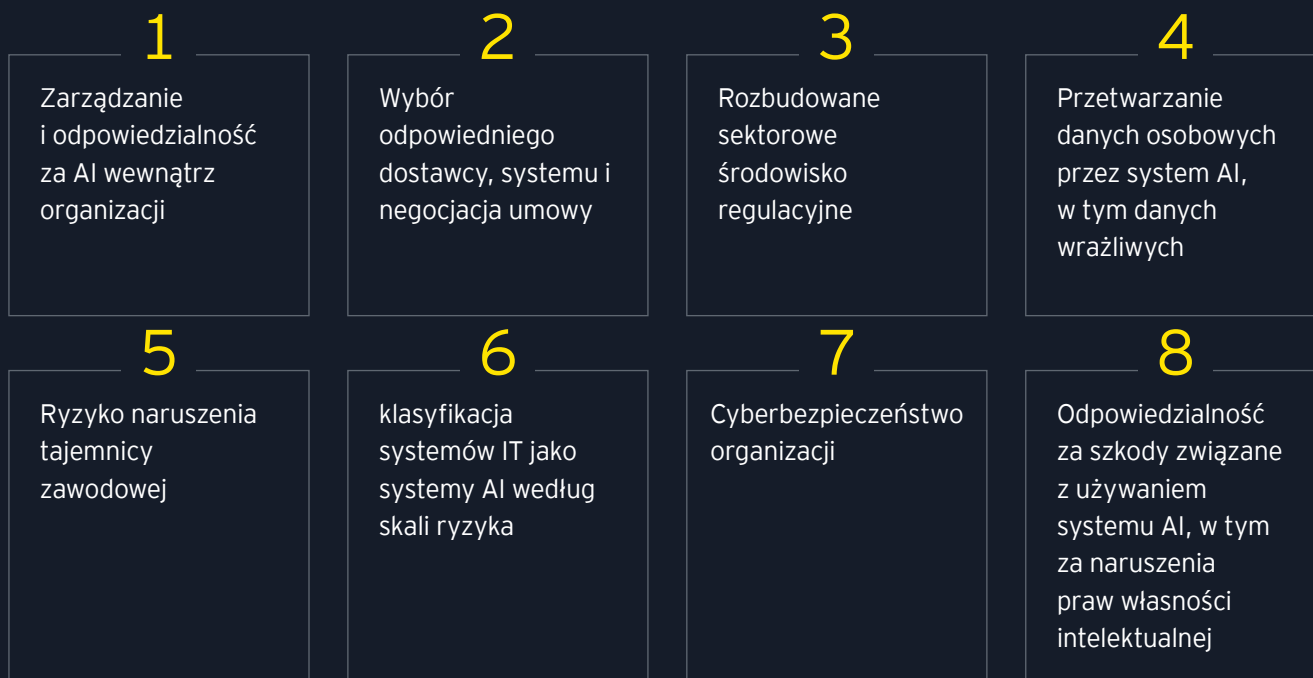 1
Zarządzanie
i odpowiedzialność
za AI wewnątrz
organizacji
2
Wybór
odpowiedniego
dostawcy, systemu i
negocjacja umowy
3
Rozbudowane
sektorowe
środowisko
regulacyjne
4
Przetwarzanie
danych osobowych
przez system AI,
w tym danych
wrażliwych
5
Ryzyko naruszenia
tajemnicy
zawodowej
6
klasyfikacja
systemów IT jako
systemy AI według
skali ryzyka
7
Cyberbezpieczeństwo
organizacji
8
Odpowiedzialność
za szkody związane
z używaniem
systemu AI, w tym
za naruszenia
praw własności
intelektualnej